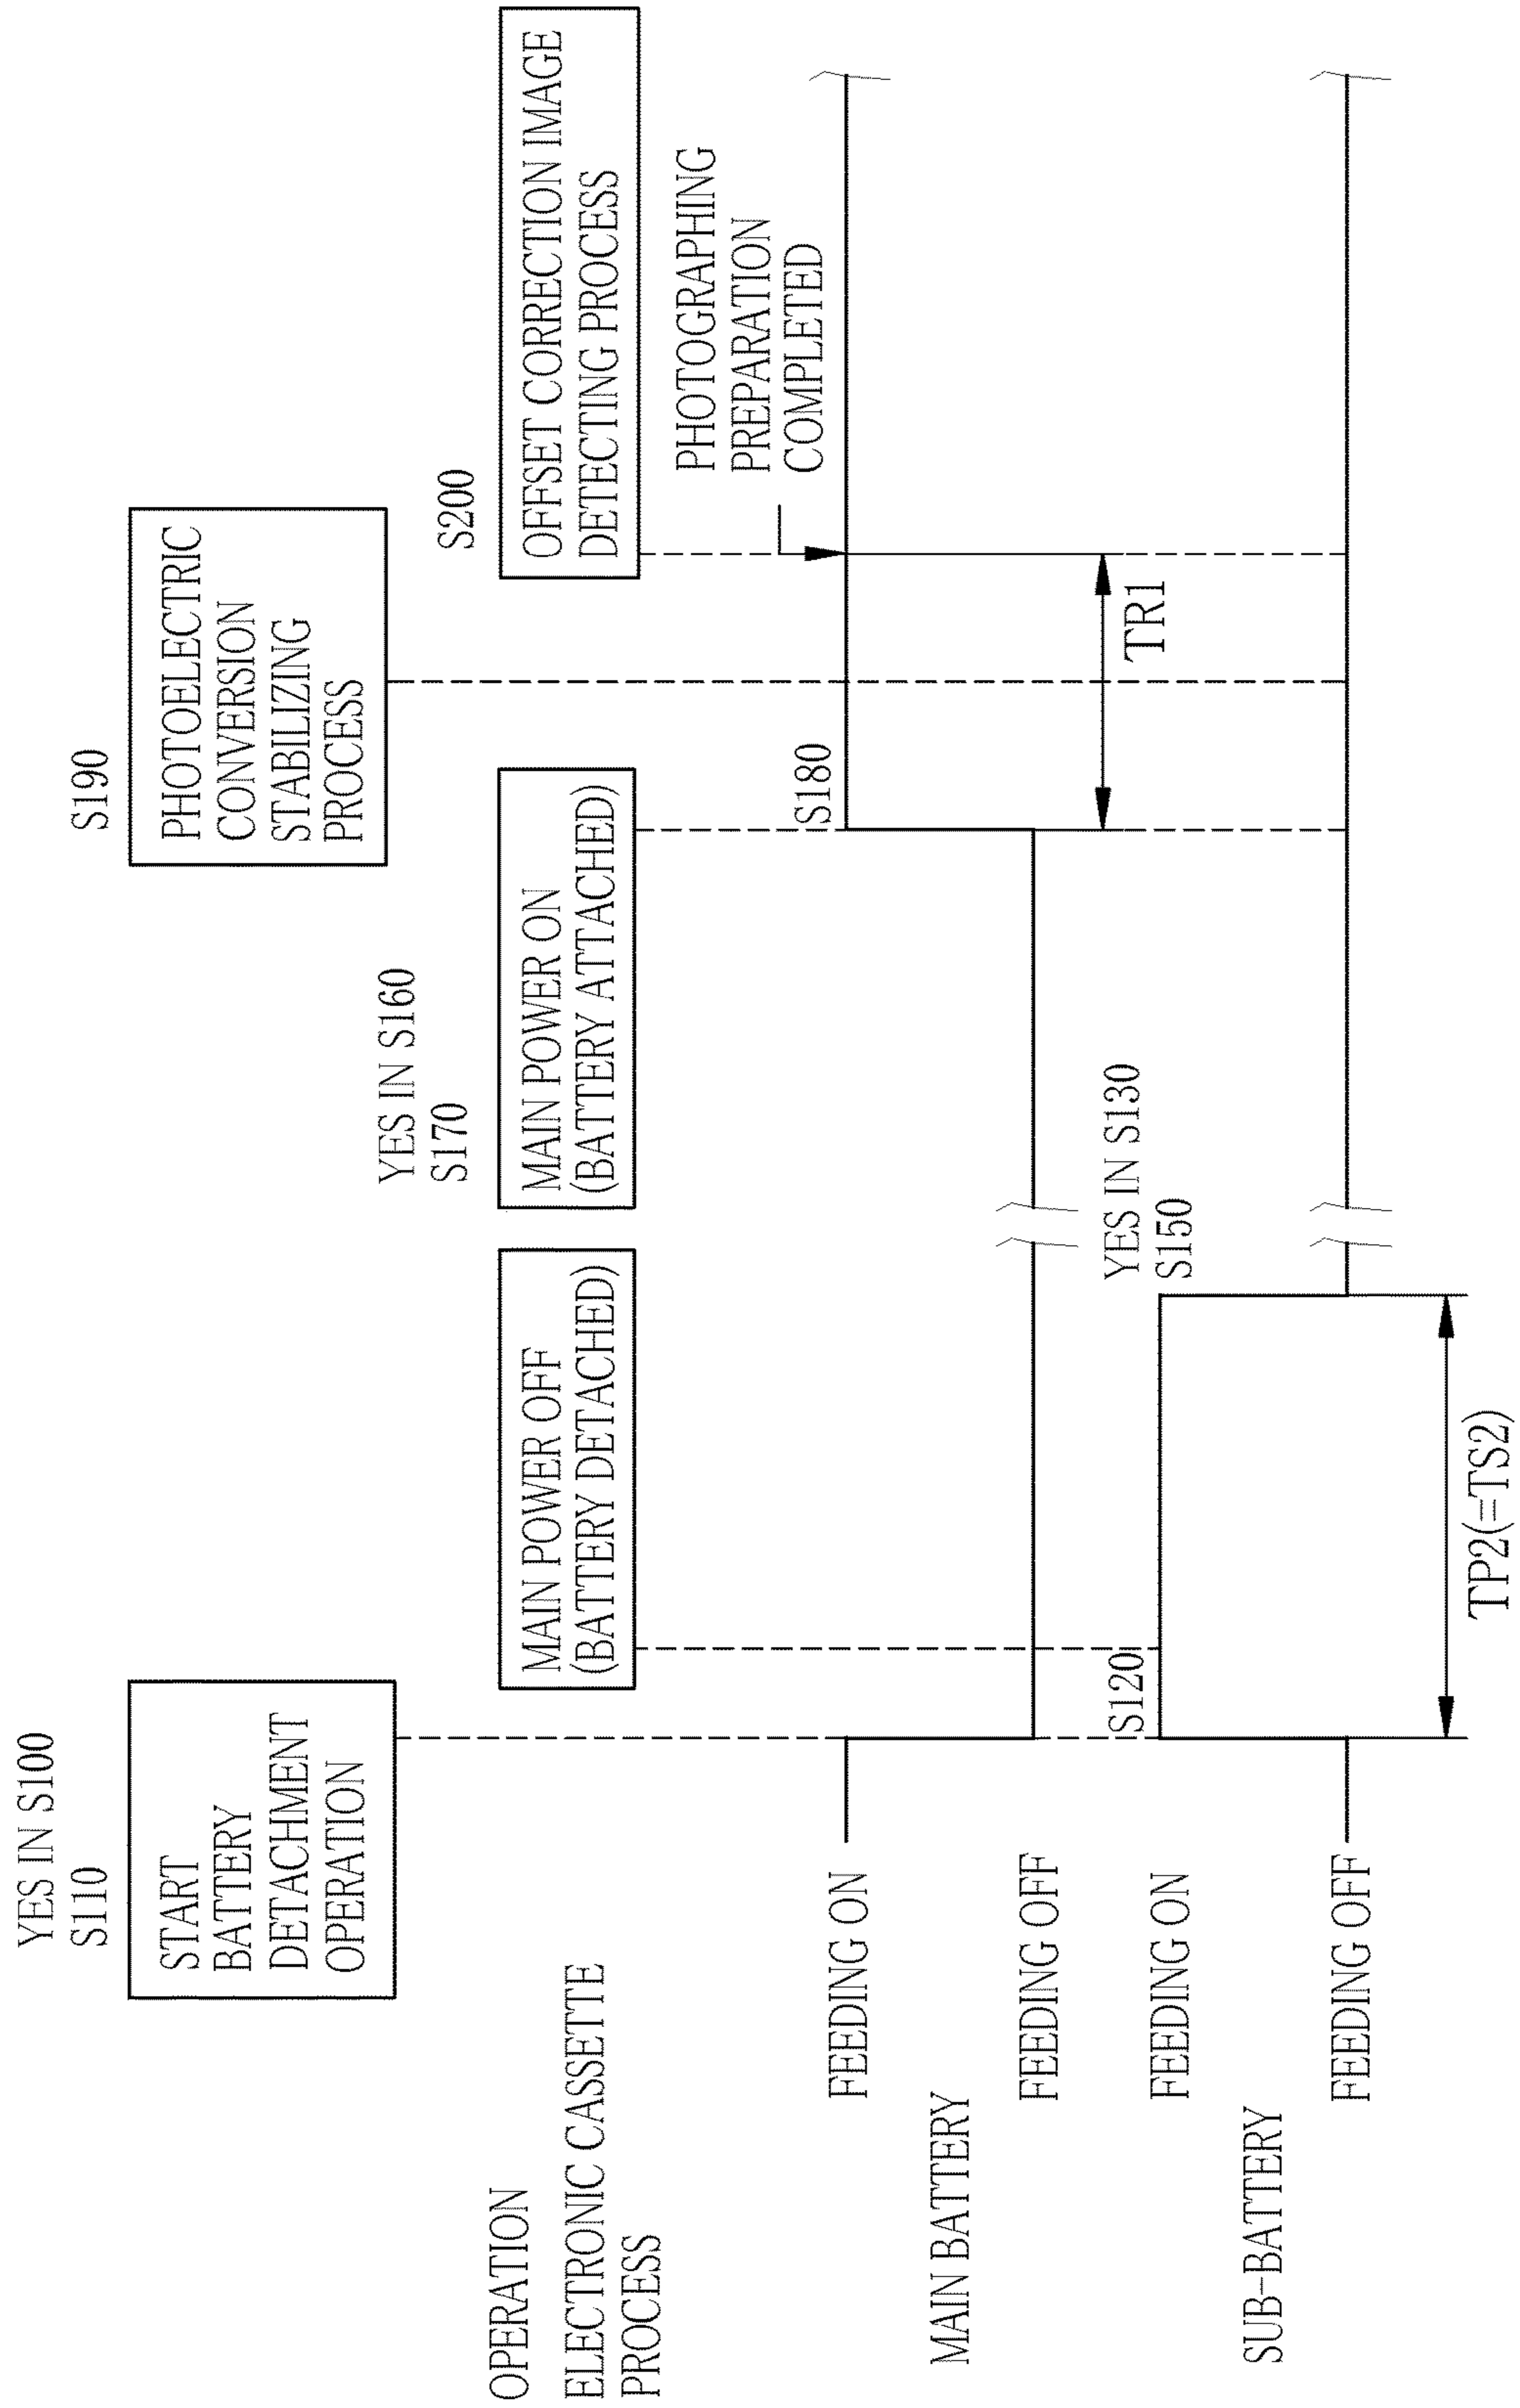 YES IN S100
S110
START
BATTERY
DETACHMENT
OPERATION
S190
PHOTOELECTRIC
CONVERSION
STABILIZING
PROCESS
YES IN S160
S170
S200
OPERATION
ELECTRONIC CASSETTE
PROCESS
MAIN POWER OFF
(BATTERY DETACHED)
MAIN POWER ON
(BATTERY ATTACHED)
OFFSET CORRECTION IMAGE
DETECTING PROCESS
PHOTOGRAPHING
PREPARATION
COMPLETED
MAIN BATTERY
FEEDING ON
FEEDING OFF
S180
TR1
SUB-BATTERY
FEEDING ON
FEEDING OFF
S120
YES IN S130
S150
TP2(=TS2)